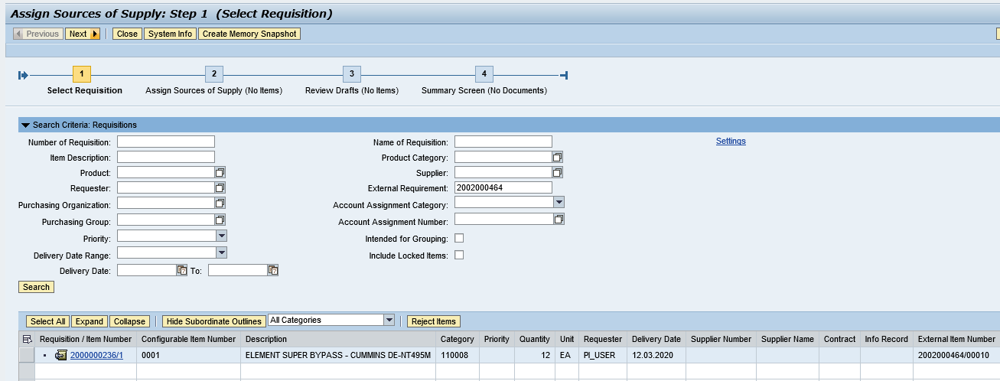 Assign Sources of Supply: Step 1 (Select Requisition)
Previous Next Close System Info Create Memory Snapshot
1 2 3 4
Select Requisition Assign Sources of Supply (No Items) Review Drafts (No Items) Summary Screen (No Documents)
Search Criteria: Requisitions
Number of Requisition: Name of Requisition: Settings
Item Description: Product Category:
Product: Supplier:
Requester: External Requirement: 2002000464
Purchasing Organization: Account Assignment Category:
Purchasing Group: Account Assignment Number:
Priority: Intended for Grouping:
Delivery Date Range: Include Locked Items:
Delivery Date: To:
Search
Select All Expand Collapse Hide Subordinate Outlines All Categories Reject Items
Requisition / Item Number Configurable Item Number Description Category Priority Quantity Unit Requester Delivery Date Supplier Number Supplier Name Contract Info Record External Item Number
2000000236/1 0001 ELEMENT SUPER BYPASS - CUMMINS DE-NT495M 110008 12 EA PI_USER 12.03.2020 2002000464/00010